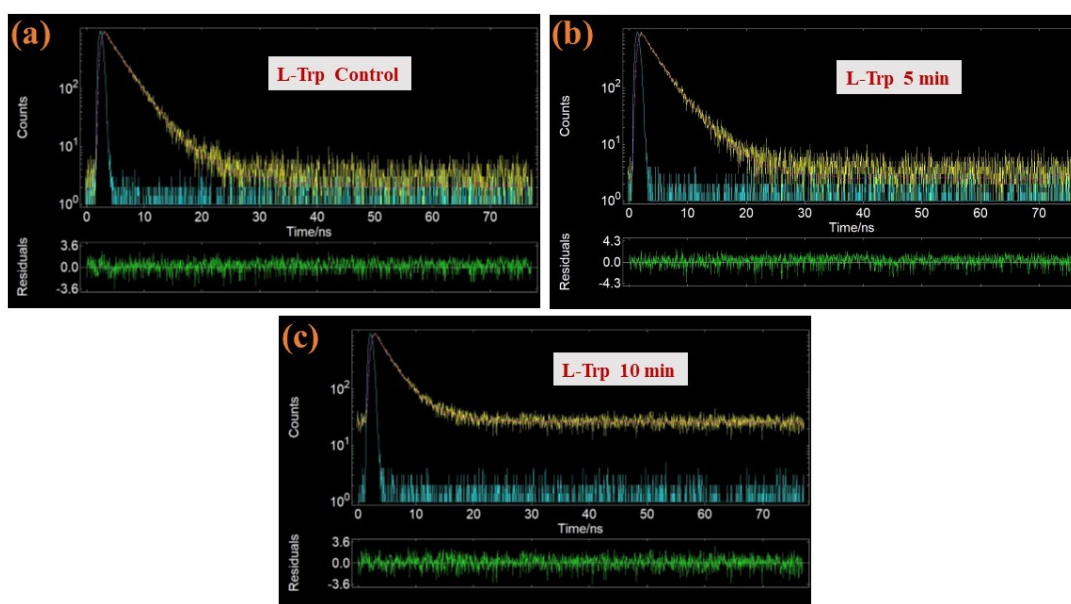 (a)
L-Trp Control
Counts
10²
10¹
10⁰
0 10 20 30 40 50 60 70
Time/ns
Residuals
3.6
0.0
-3.6
(b)
L-Trp 5 min
Counts
10²
10¹
10⁰
0 10 20 30 40 50 60 70
Time/ns
Residuals
4.3
0.0
-4.3
(c)
L-Trp 10 min
Counts
10²
10¹
10⁰
0 10 20 30 40 50 60 70
Time/ns
Residuals
3.6
0.0
-3.6